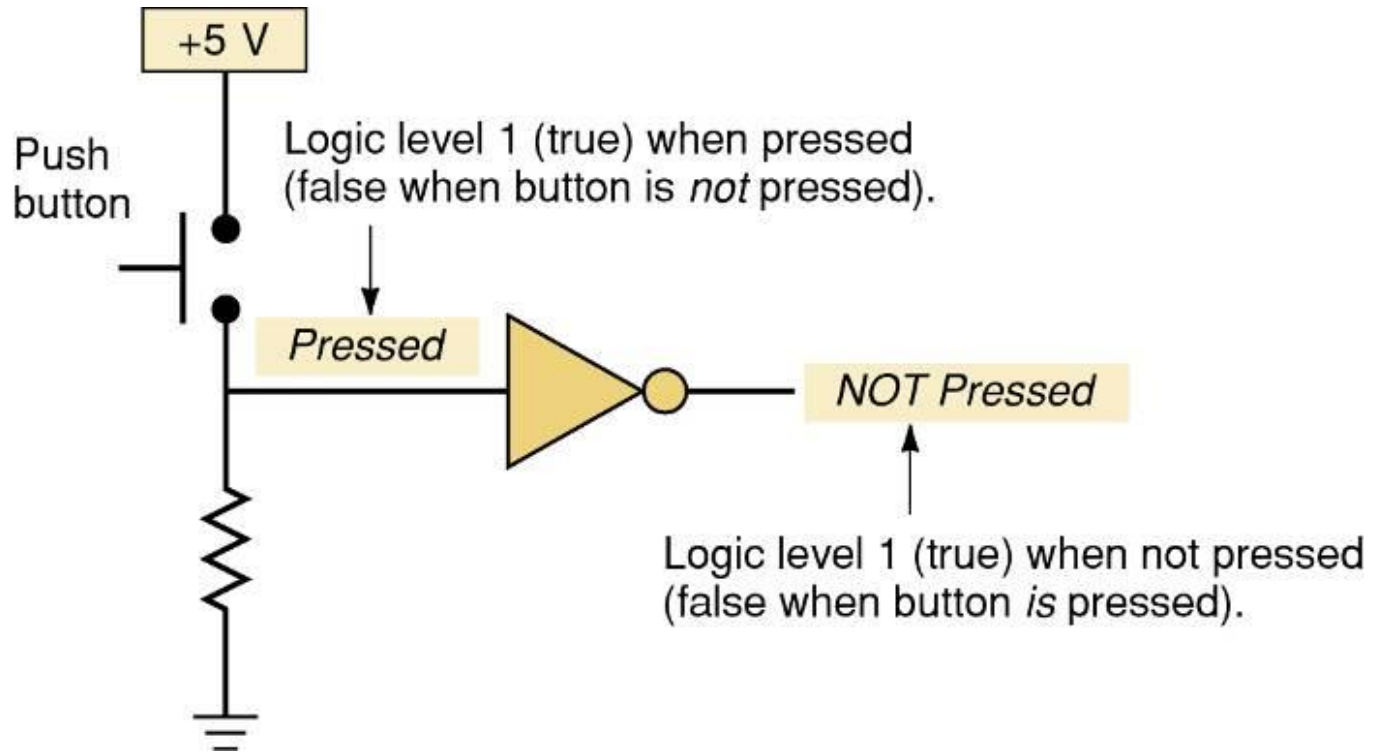 +5 V
Push
button
Logic level 1 (true) when pressed
(false when button is not pressed).
Pressed
NOT Pressed
Logic level 1 (true) when not pressed
(false when button is pressed).